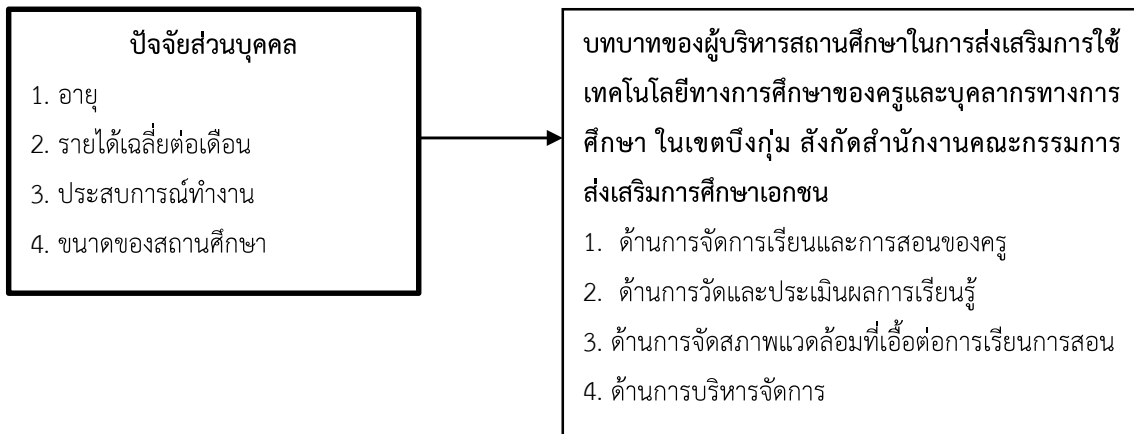 ปัจจัยส่วนบุคคล
1. อายุ
2. รายได้เฉลี่ยต่อเดือน
3. ประสบการณ์ทำงาน
4. ขนาดของสถานศึกษา
บทบาทของผู้บริหารสถานศึกษาในการส่งเสริมการใช้
เทคโนโลยีทางการศึกษาของครูและบุคลากรทางการ
ศึกษา ในเขตบึงกุ่ม สังกัดสำนักงานคณะกรรมการ
ส่งเสริมการศึกษาเอกชน
1. ด้านการจัดการเรียนและการสอนของครู
2. ด้านการวัดและประเมินผลการเรียนรู้
3. ด้านการจัดสภาพแวดล้อมที่เอื้อต่อการเรียนการสอน
4. ด้านการบริหารจัดการ